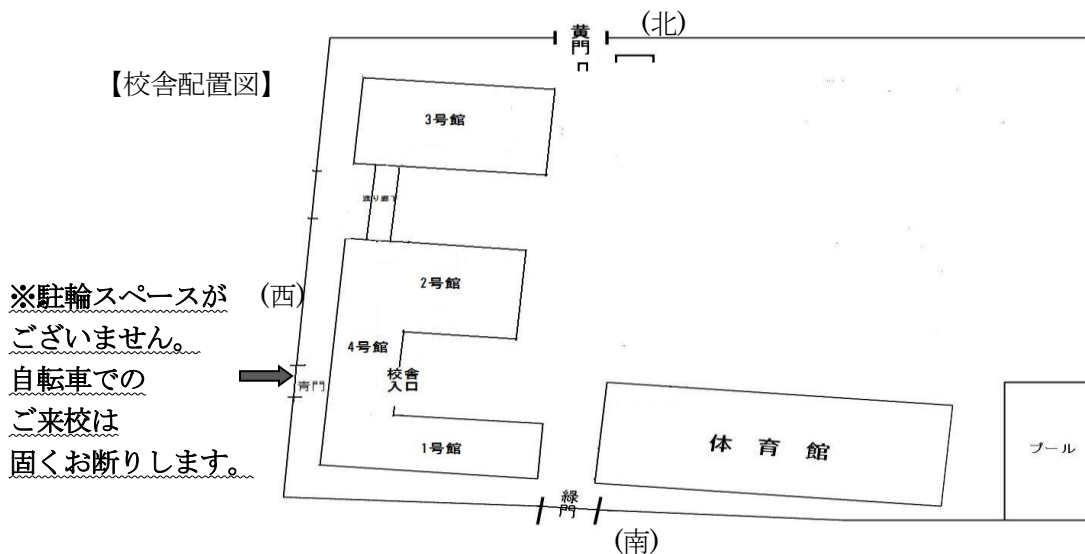 黄門
(北)
【校舎配置図】
3号館
渡り廊下
2号館
※駐輪スペースが
ございません。
自転車での
ご来校は
固くお断りします。
(西)
4号館
青門
校舎
入口
1号館
体育館
プール
緑門
(南)